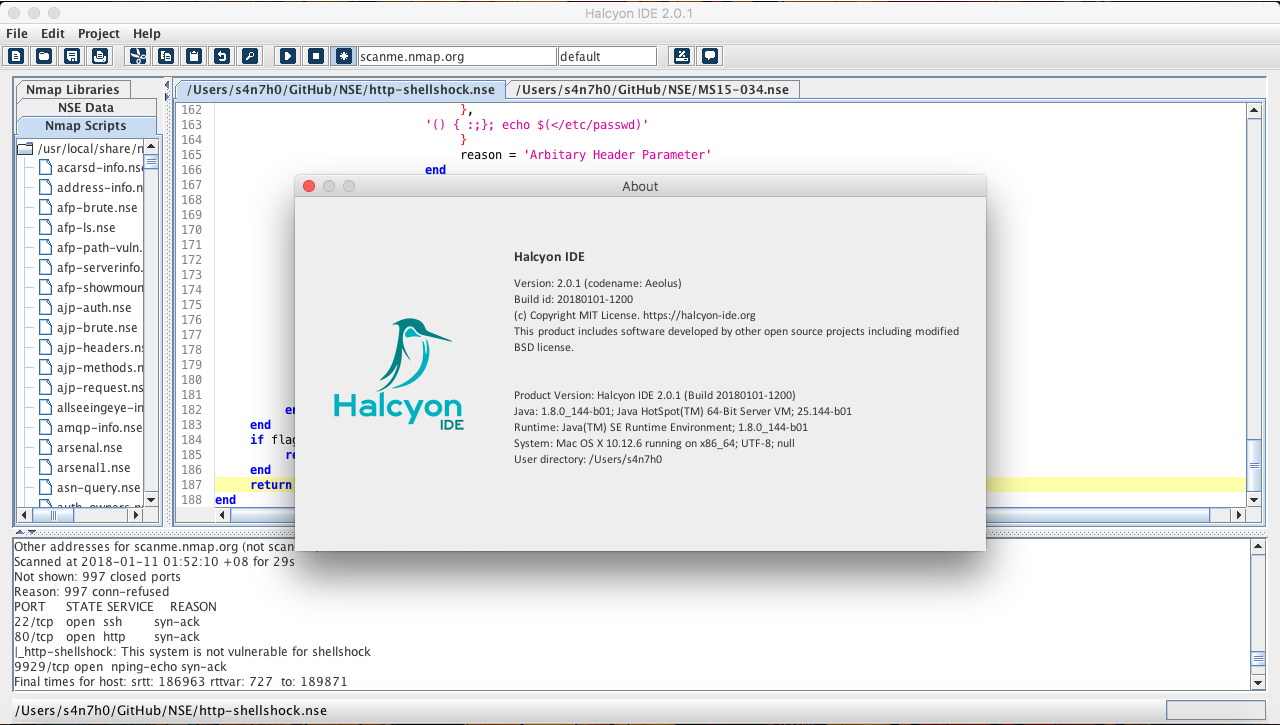 Halcyon IDE 2.0.1
File Edit Project Help
scanme.nmap.org default
Nmap Libraries
NSE Data
Nmap Scripts
/usr/local/share/n
acarsd-info.nse
address-info.n
afp-brute.nse
afp-ls.nse
afp-path-vuln.
afp-serverinfo.
afp-showmoun
ajp-auth.nse
ajp-brute.nse
ajp-headers.ns
ajp-methods.n
ajp-request.ns
allseeingeye-in
amqp-info.nse
arsenal.nse
arsenal1.nse
asn-query.nse
/Users/s4n7h0/GitHub/NSE/http-shellshock.nse /Users/s4n7h0/GitHub/NSE/MS15-034.nse
162 },
163 '() { :;}; echo $(</etc/passwd)'
164 }
165 reason = 'Arbitary Header Parameter'
166 end
167
168
169
170
171
172
173
174
175
176
177
178
179
180
181
182 en
183 end
184 if flag
185 re
186 end
187 return
188 end
About
Halcyon IDE
Halcyon IDE
Version: 2.0.1 (codename: Aeolus)
Build id: 20180101-1200
(c) Copyright MIT License. https://halcyon-ide.org
This product includes software developed by other open source projects including modified
BSD license.
Product Version: Halcyon IDE 2.0.1 (Build 20180101-1200)
Java: 1.8.0_144-b01; Java HotSpot(TM) 64-Bit Server VM; 25.144-b01
Runtime: Java(TM) SE Runtime Environment; 1.8.0_144-b01
System: Mac OS X 10.12.6 running on x86_64; UTF-8; null
User directory: /Users/s4n7h0
Other addresses for scanme.nmap.org (not scan
Scanned at 2018-01-11 01:52:10 +08 for 29s
Not shown: 997 closed ports
Reason: 997 conn-refused
PORT STATE SERVICE REASON
22/tcp open ssh syn-ack
80/tcp open http syn-ack
|_http-shellshock: This system is not vulnerable for shellshock
9929/tcp open nping-echo syn-ack
Final times for host: srtt: 186963 rttvar: 727 to: 189871
/Users/s4n7h0/GitHub/NSE/http-shellshock.nse